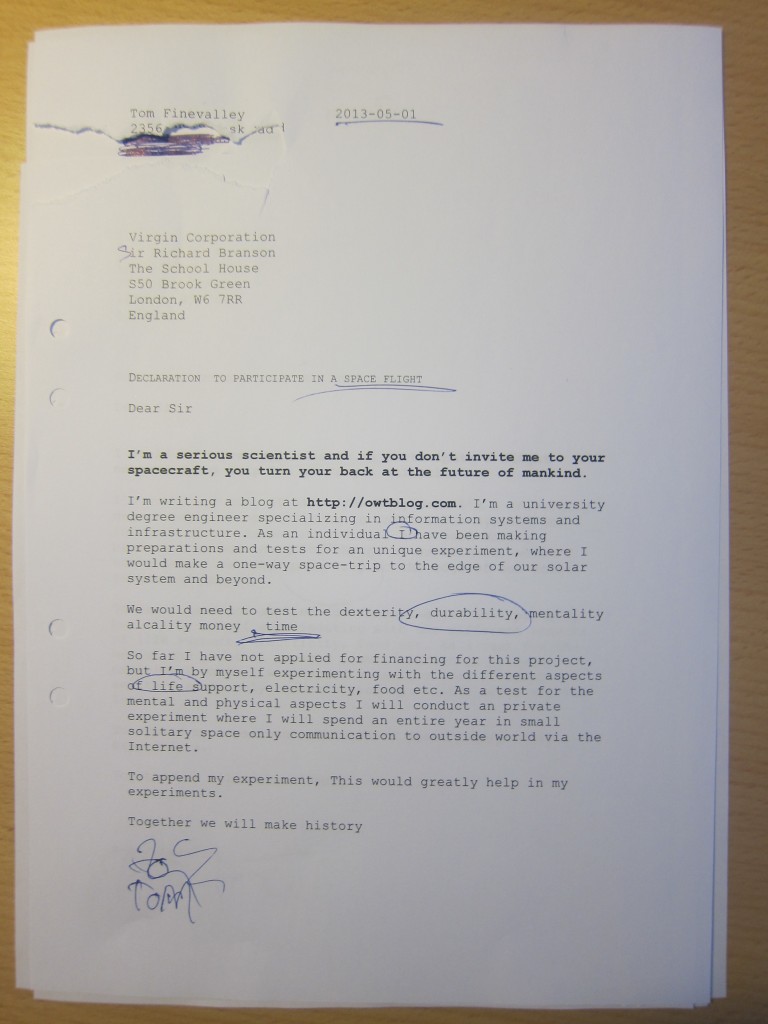 Tom Finevalley
2013-05-01
2356
Virgin Corporation
Sir Richard Branson
The School House
S50 Brook Green
London, W6 7RR
England
DECLARATION TO PARTICIPATE IN A SPACE FLIGHT
Dear Sir
I'm a serious scientist and if you don't invite me to your
spacecraft, you turn your back at the future of mankind.
I'm writing a blog at http://owtblog.com. I'm a university
degree engineer specializing in information systems and
infrastructure. As an individual I have been making
preparations and tests for an unique experiment, where I
would make a one-way space-trip to the edge of our solar
system and beyond.
We would need to test the dexterity, durability, mentality
alcality money time
So far I have not applied for financing for this project,
but I'm by myself experimenting with the different aspects
of life support, electricity, food etc. As a test for the
mental and physical aspects I will conduct an private
experiment where I will spend an entire year in small
solitary space only communication to outside world via the
Internet.
To append my experiment, This would greatly help in my
experiments.
Together we will make history